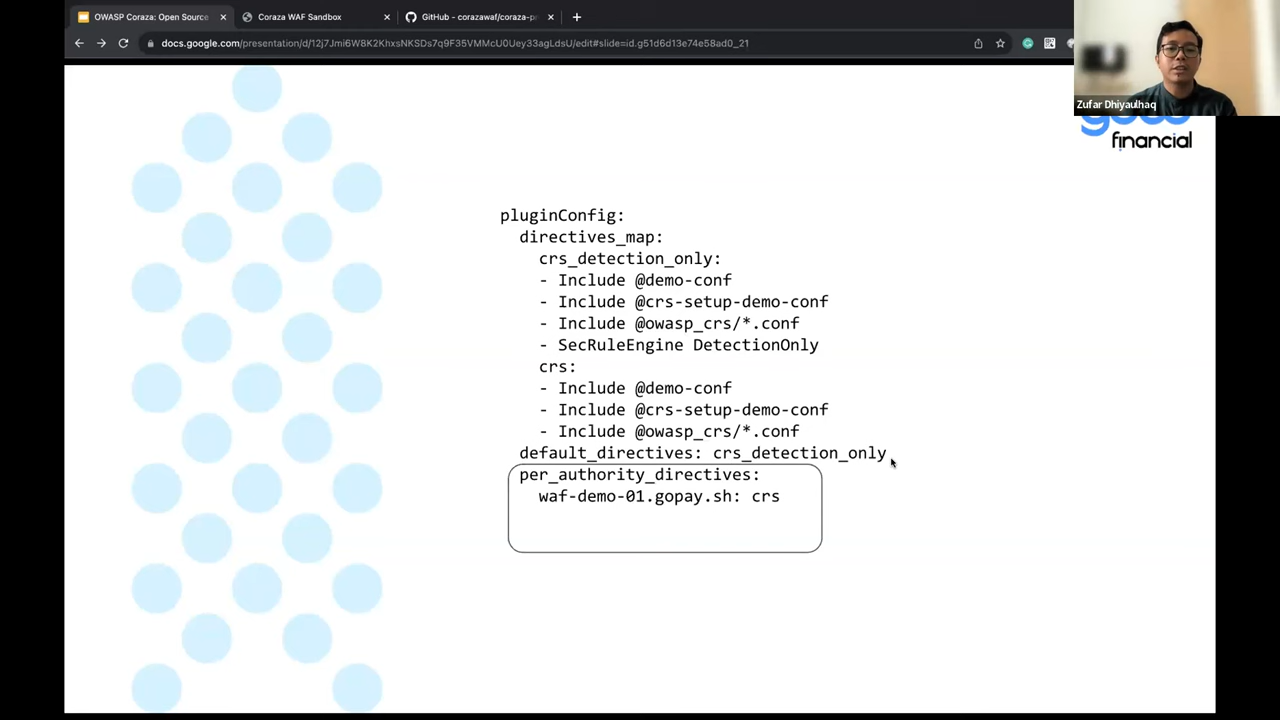 OWASP Coraza: Open Source
Coraza WAF Sandbox
GitHub - corazawaf/coraza-pr
docs.google.com/presentation/d/12j7Jmi6W8K2KhxsNKSDs7q9F35VMMcU0Uey33agLdsU/edit#slide=id.g51d6d13e74e58ad0_21
Zufar Dhiyaulhaq
financial
pluginConfig:
directives_map:
crs_detection_only:
- Include @demo-conf
- Include @crs-setup-demo-conf
- Include @owasp_crs/*.conf
- SecRuleEngine DetectionOnly
crs:
- Include @demo-conf
- Include @crs-setup-demo-conf
- Include @owasp_crs/*.conf
default_directives: crs_detection_only
per_authority_directives:
waf-demo-01.gopay.sh: crs